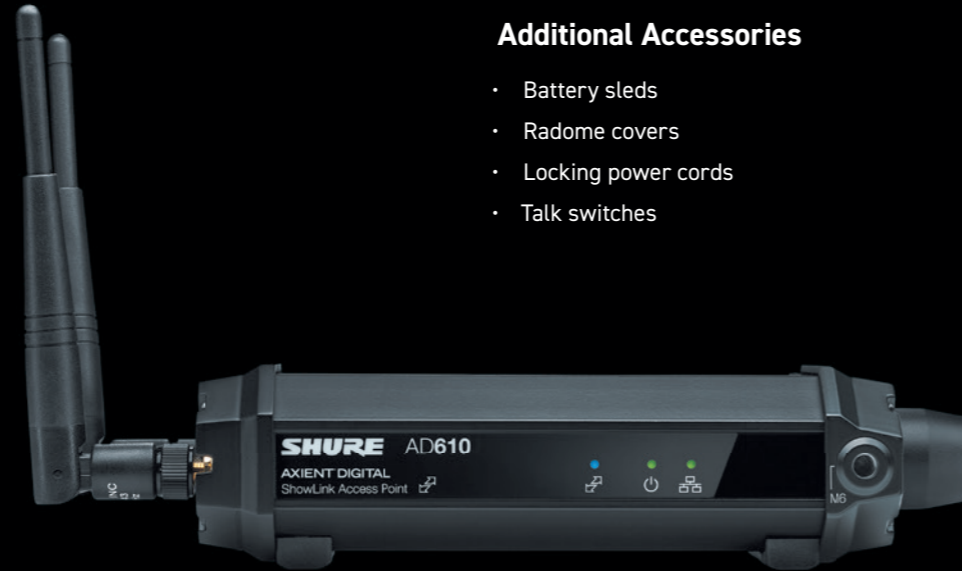 Additional Accessories
· Battery sleds
· Radome covers
· Locking power cords
· Talk switches
SHURE AD610
AXIENT DIGITAL
ShowLink Access Point
M6